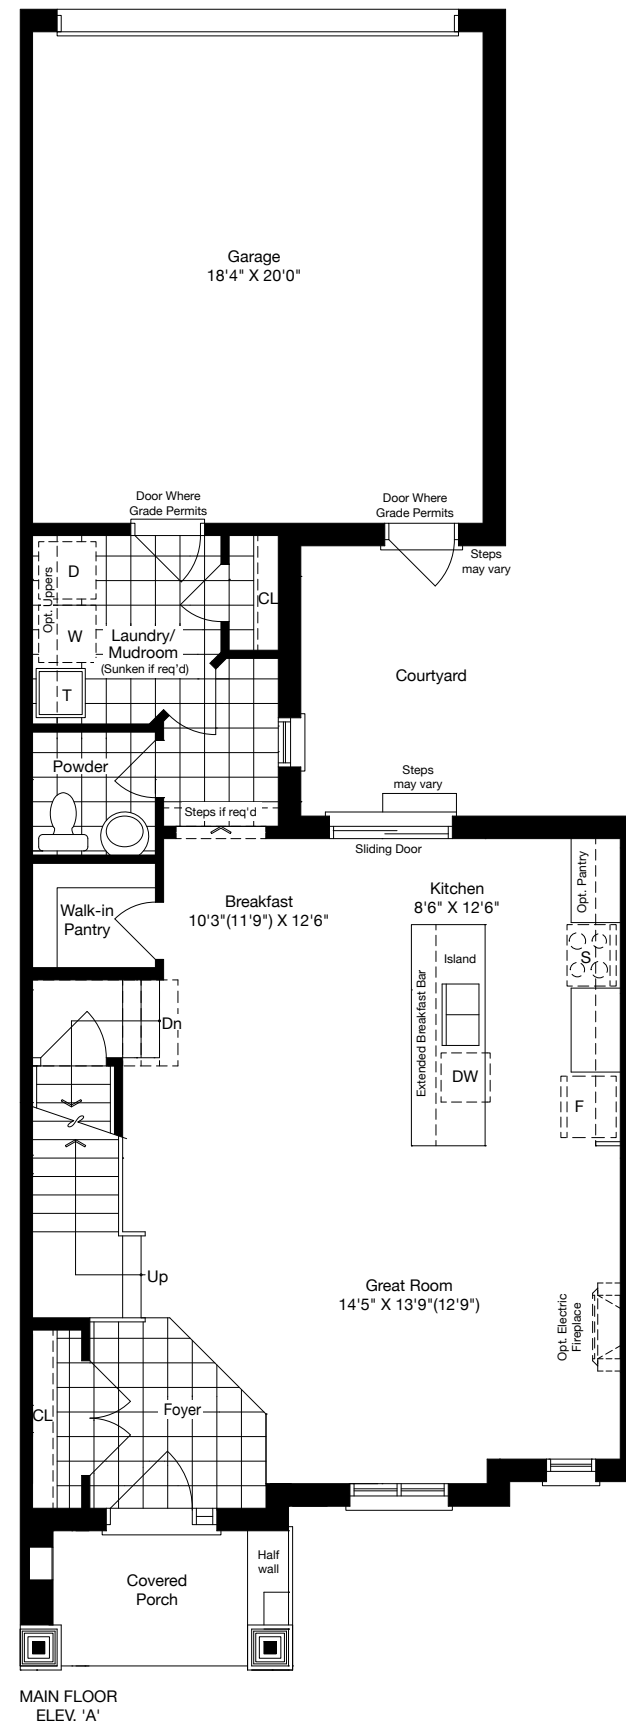 Garage
18'4" X 20'0"
Door Where
Grade Permits
Door Where
Grade Permits
Steps
may vary
D
Opt. Uppers
W
CL
Laundry/
Mudroom
(Sunken if req'd)
T
Courtyard
Powder
Steps
may vary
Steps if req'd
Sliding Door
Opt. Pantry
Walk-in
Pantry
Breakfast
10'3"(11'9") X 12'6"
Kitchen
8'6" X 12'6"
Island
S
Extended Breakfast Bar
Dn
DW
F
Up
Great Room
14'5" X 13'9"(12'9")
Opt. Electric
Fireplace
CL
Foyer
Half
wall
Covered
Porch
MAIN FLOOR
ELEV. 'A'